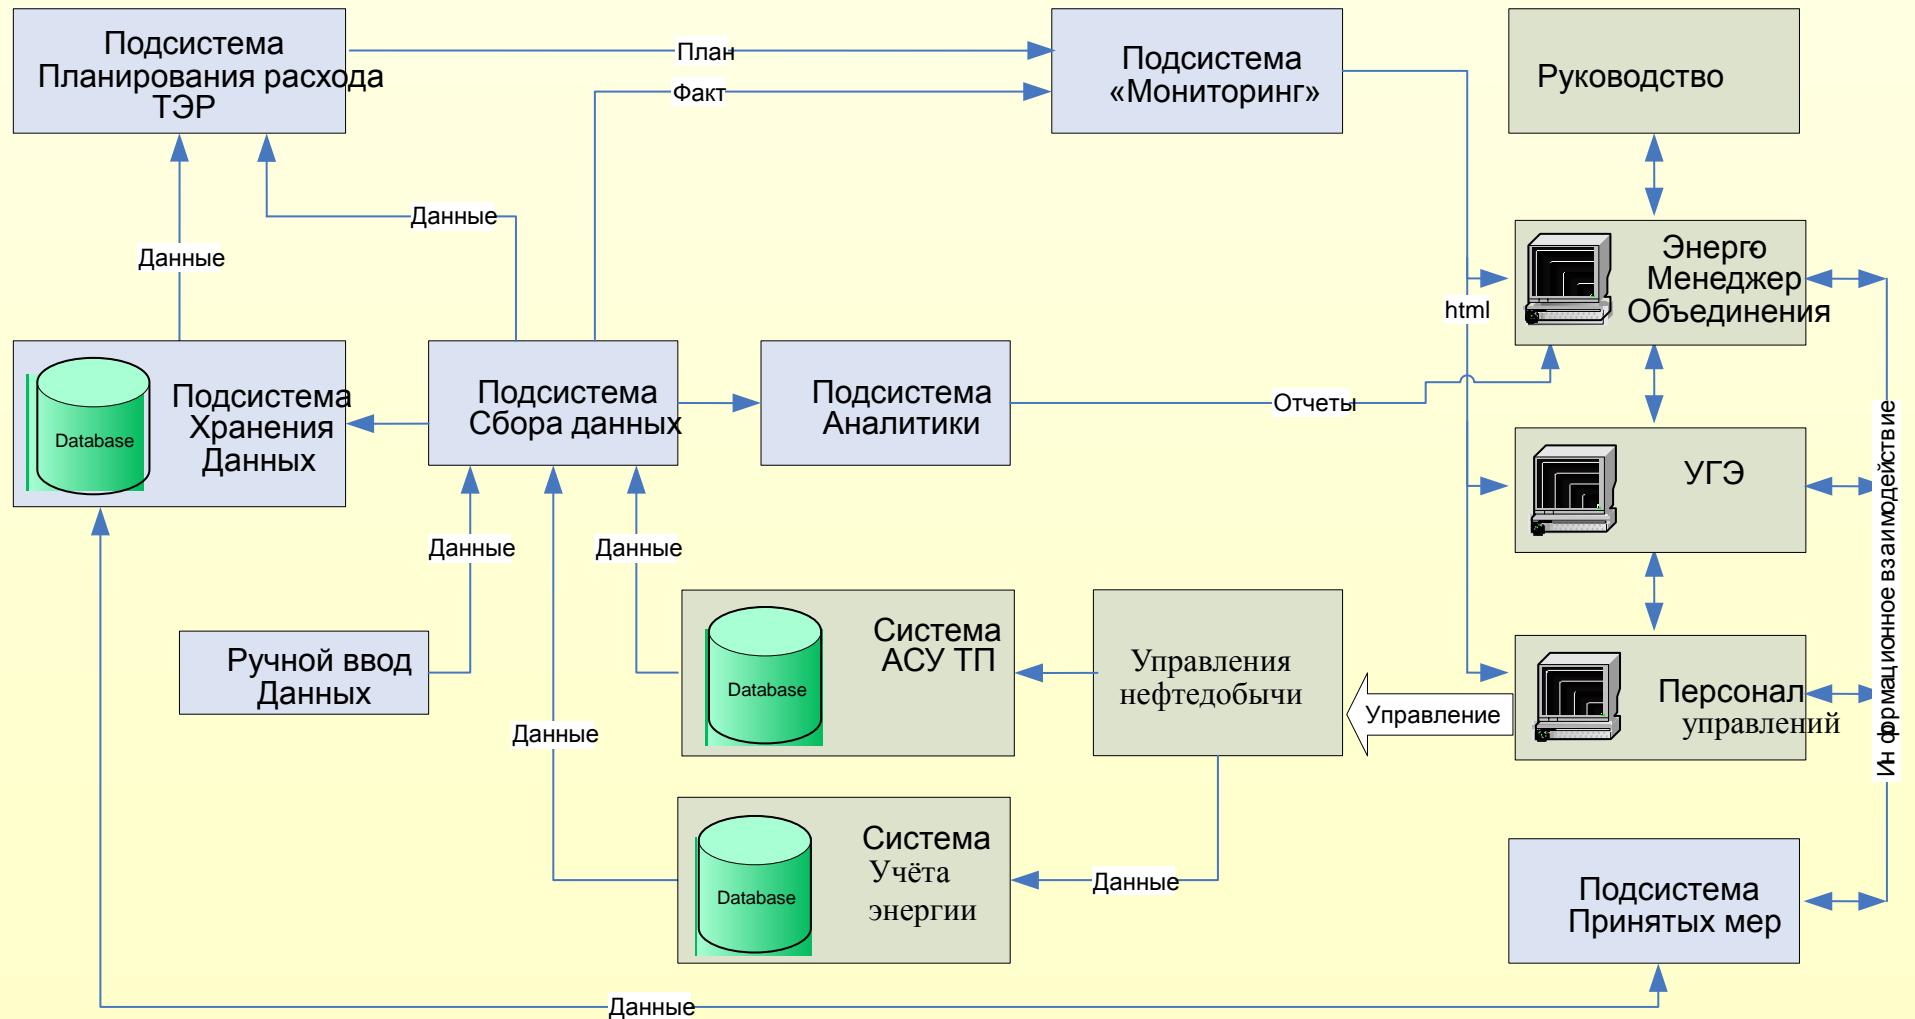 Подсистема
Планирования расхода
ТЭР
План
Факт
Подсистема
«Мониторинг»
Руководство
Данные
Данные
Энерго
Менеджер
Объединения
html
Database
Подсистема
Хранения
Данных
Подсистема
Сбора данных
Подсистема
Аналитики
Отчеты
УГЭ
Информационное взаимодействие
Данные
Данные
Ручной ввод
Данных
Database
Система
АСУ ТП
Управления
нефтедобычи
Управление
Персонал
управлений
Данные
Database
Система
Учёта
энергии
Данные
Подсистема
Принятых мер
Данные